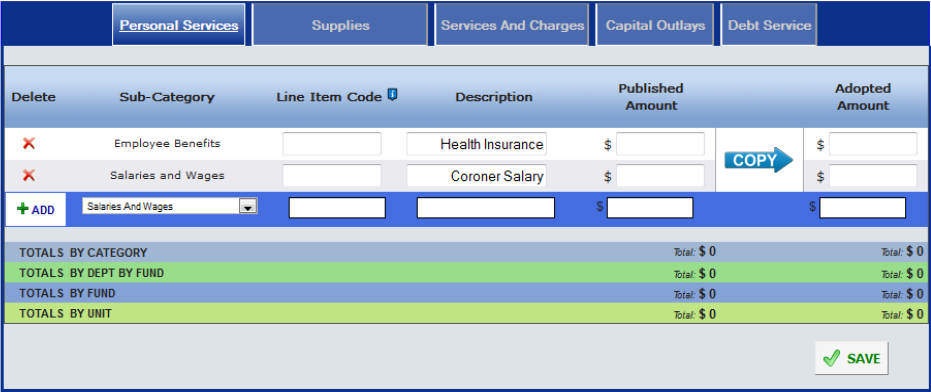 Personal Services Supplies Services And Charges Capital Outlays Debt Service
Delete Sub-Category Line Item Code i Description Published Amount Adopted Amount
Employee Benefits Health Insurance $ $
COPY
Salaries and Wages Coroner Salary $ $
ADD Salaries And Wages $ $
TOTALS BY CATEGORY Total: $ 0 Total: $ 0
TOTALS BY DEPT BY FUND Total: $ 0 Total: $ 0
TOTALS BY FUND Total: $ 0 Total: $ 0
TOTALS BY UNIT Total: $ 0 Total: $ 0
SAVE